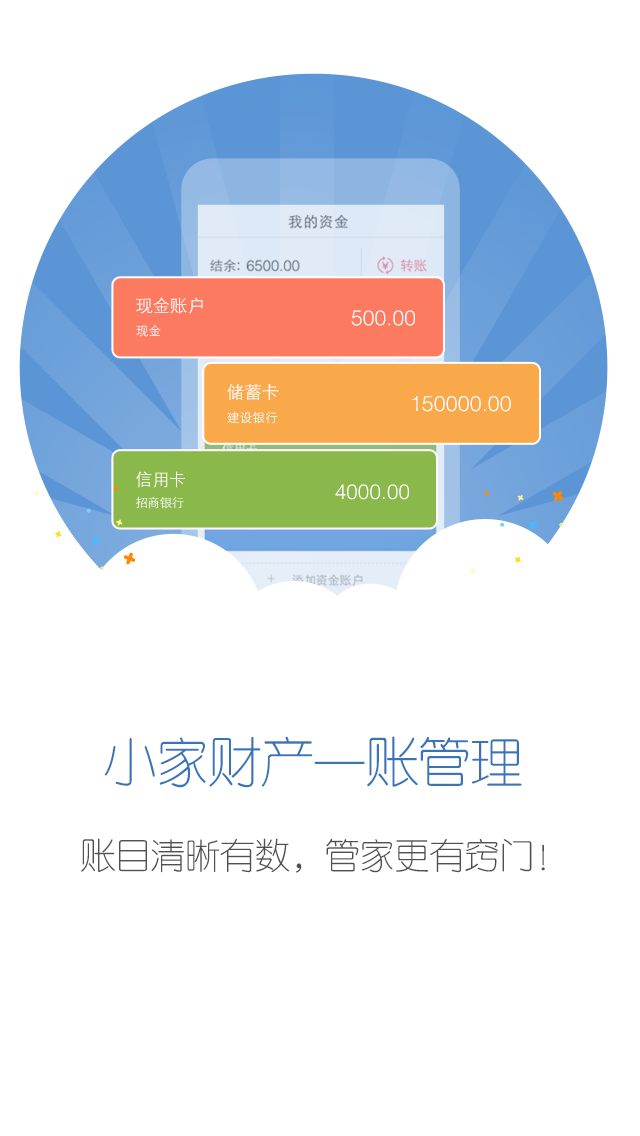 我的资金
结余: 6500.00
转账
现金账户
500.00
现金
储蓄卡
150000.00
建设银行
信用卡
信用卡
4000.00
招商银行
+ 添加资金账户
小家财产一账管理
账目清晰有数，管家更有窍门！